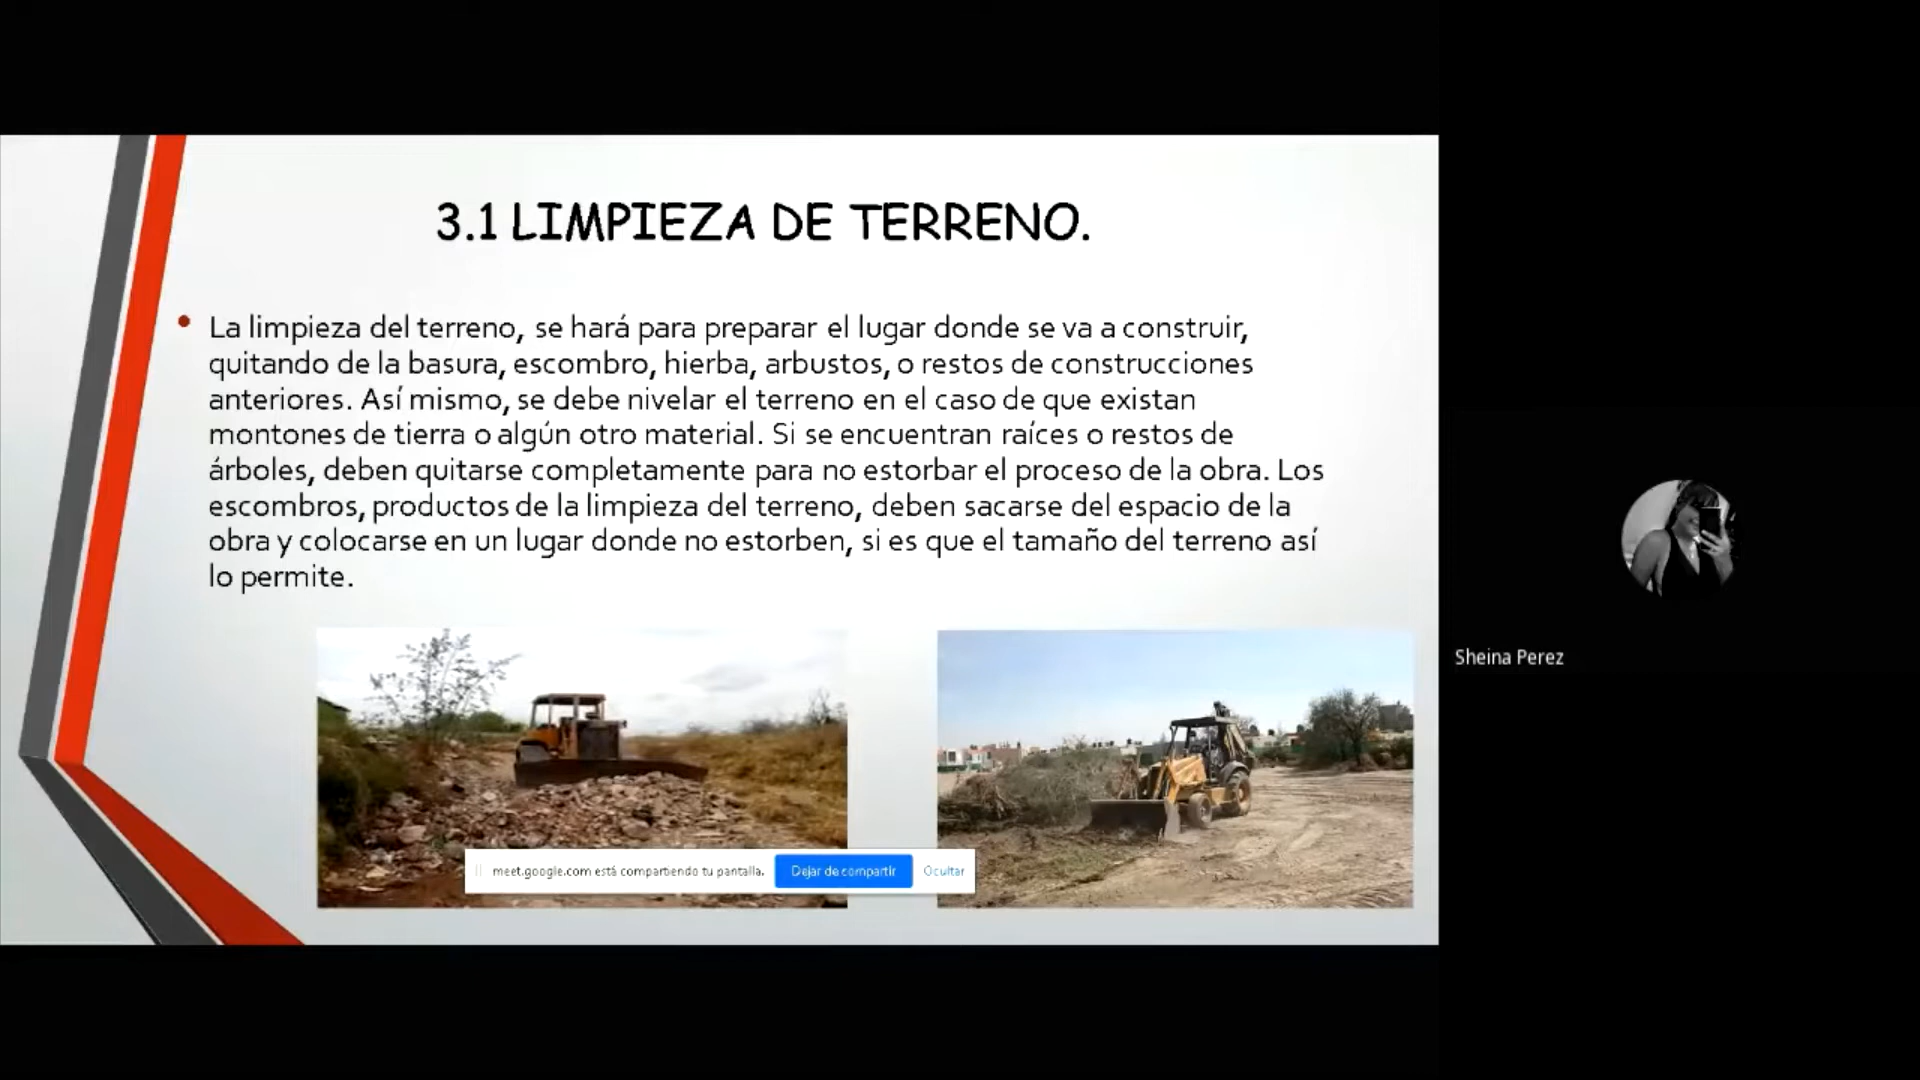 3.1 LIMPIEZA DE TERRENO.
• La limpieza del terreno, se hará para preparar el lugar donde se va a construir,
quitando de la basura, escombro, hierba, arbustos, o restos de construcciones
anteriores. Así mismo, se debe nivelar el terreno en el caso de que existan
montones de tierra o algún otro material. Si se encuentran raíces o restos de
árboles, deben quitarse completamente para no estorbar el proceso de la obra. Los
escombros, productos de la limpieza del terreno, deben sacarse del espacio de la
obra y colocarse en un lugar donde no estorben, si es que el tamaño del terreno así
lo permite.
Sheina Perez
meet.google.com está compartiendo tu pantalla. Dejar de compartir Ocultar